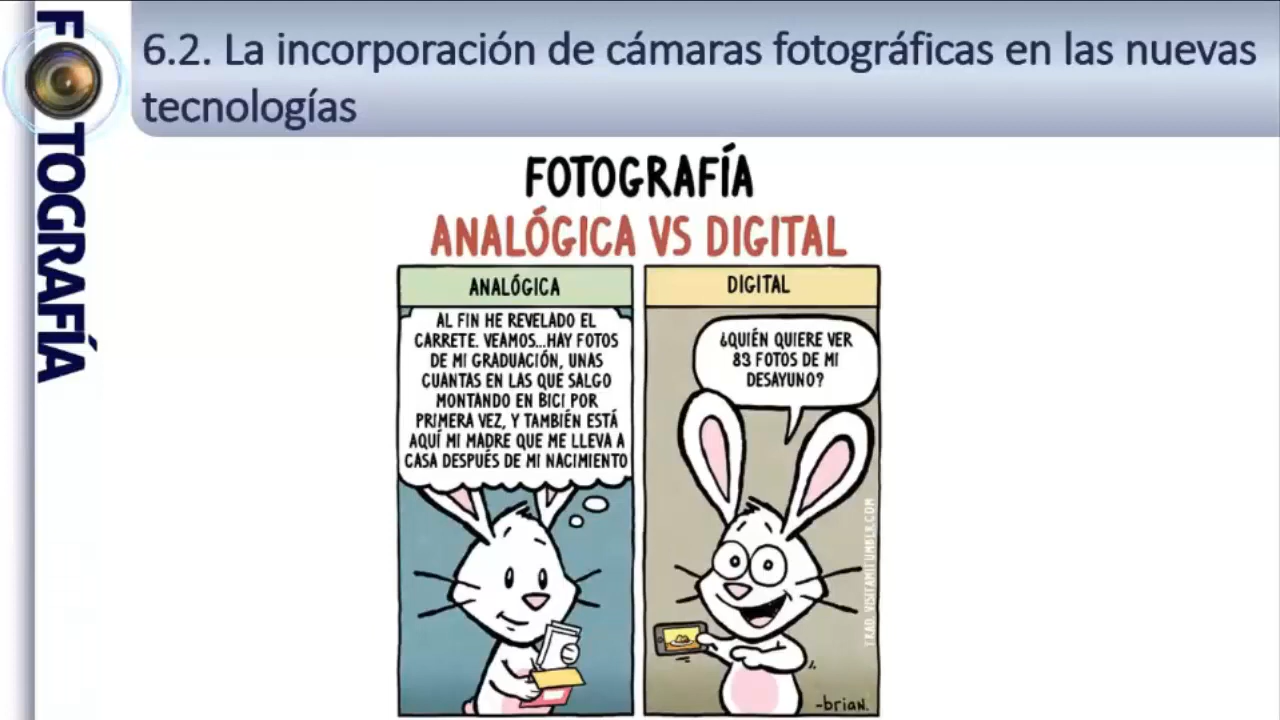 FOTOGRAFÍA
6.2. La incorporación de cámaras fotográficas en las nuevas
tecnologías
FOTOGRAFÍA
ANALÓGICA VS DIGITAL
ANALÓGICA
AL FIN HE REVELADO EL
CARRETE. VEAMOS...HAY FOTOS
DE MI GRADUACIÓN, UNAS
CUANTAS EN LAS QUE SALGO
MONTANDO EN BICI POR
PRIMERA VEZ, Y TAMBIÉN ESTÁ
AQUÍ MI MADRE QUE ME LLEVA A
CASA DESPUÉS DE MI NACIMIENTO
DIGITAL
¿QUIÉN QUIERE VER
83 FOTOS DE MI
DESAYUNO?
TRAD. VISITAMITUMBLR.COM
-brian.